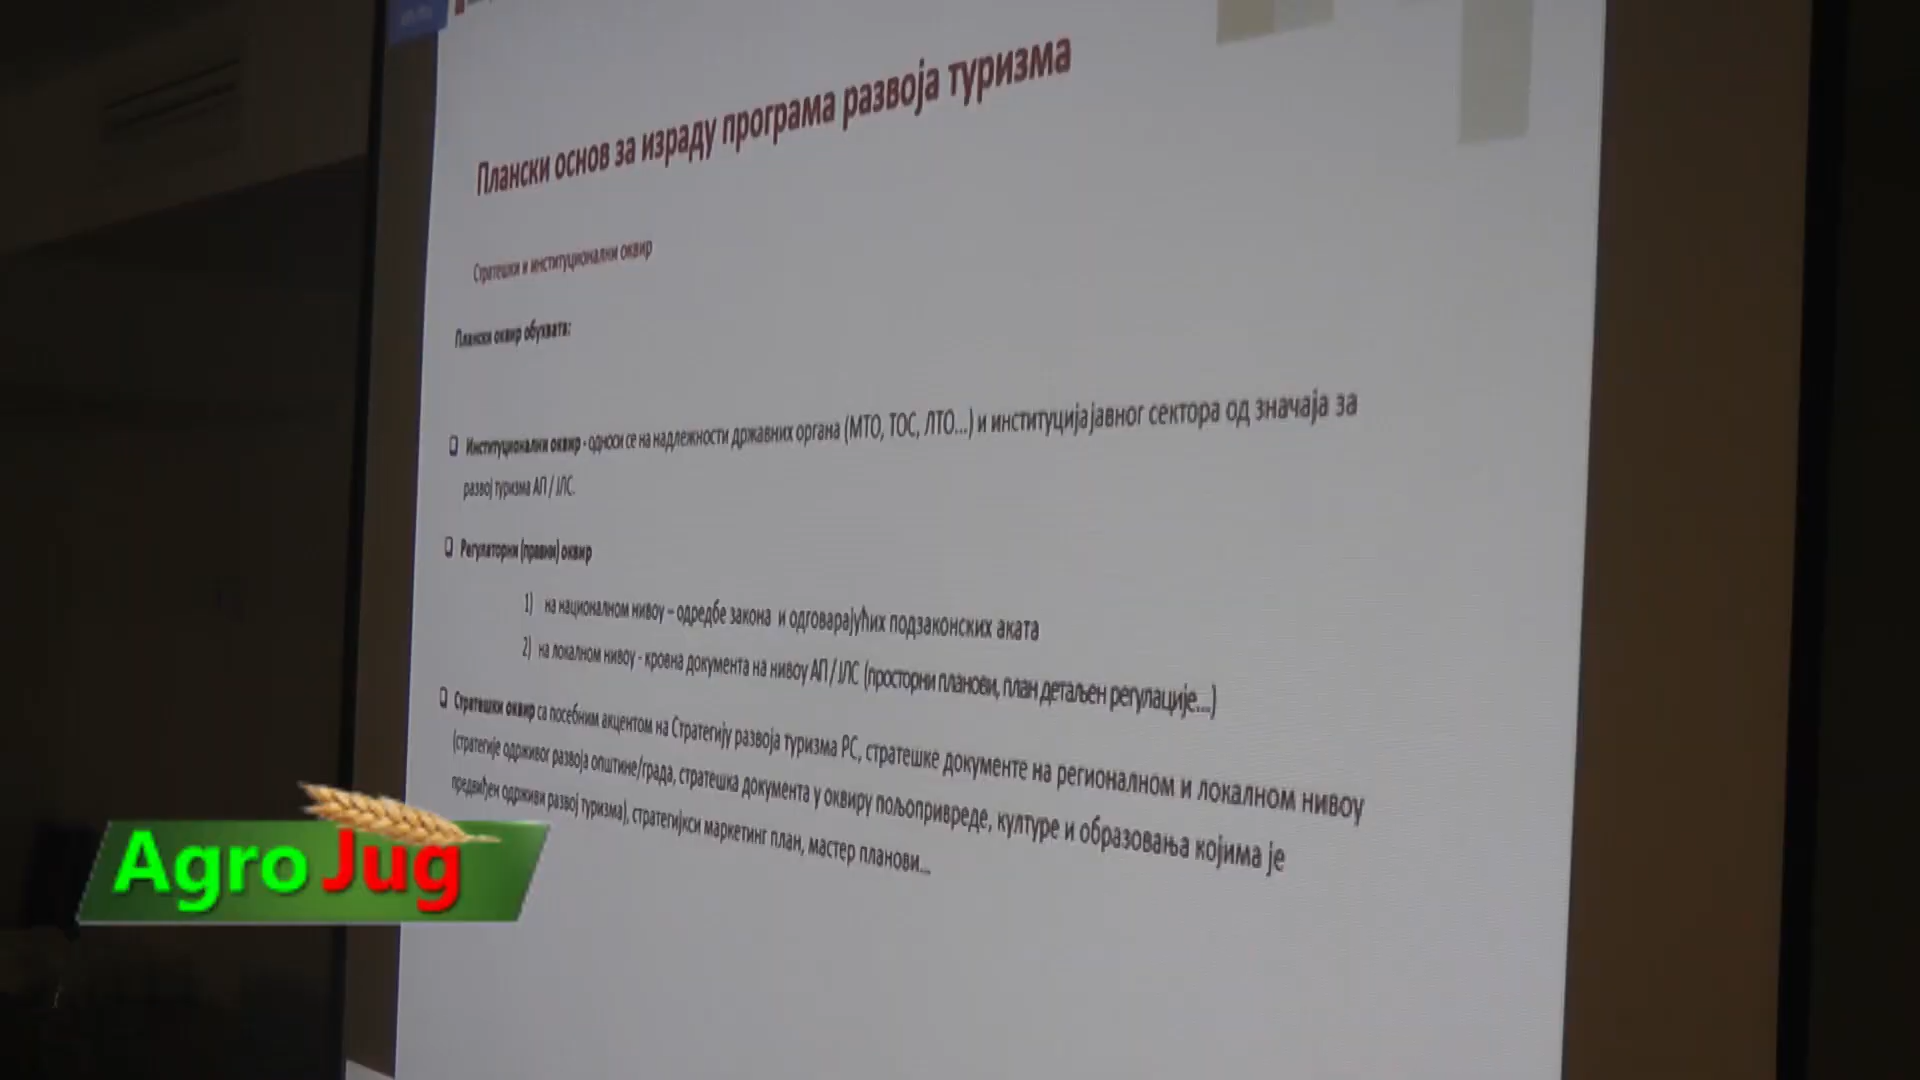 Плански основ за израду програма развоја туризма
Стратешки и институционални оквир
Плански оквир обухвата:
Институционални оквир - односи се на надлежности државних органа (МТО, ТОС, ЛТО...) и институцијајавног сектора од значаја за
развој туризма АП / ЈЛС.
Регулаторни (правни) оквир
1) на националном нивоу – одредбе закона и одговарајућих подзаконских аката
2) на локалном нивоу - кровна документа на нивоу АП / ЈЛС (просторни планови, план детаљен регулације...)
Стратешки оквир са посебним акцентом на Стратегију развоја туризма РС, стратешке документе на регионалном и локалном нивоу
(стратегије одрживог развоја општине/града, стратешка документа у оквиру пољопривреде, културе и образовања којима је
предвиђен одрживи развој туризма), стратегијкси маркетинг план, мастер планови...
Agro Jug